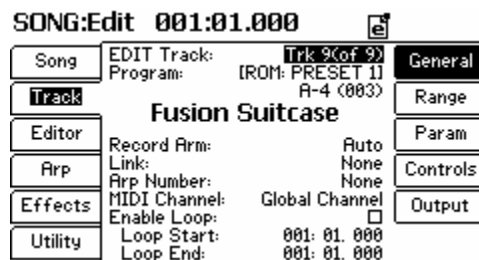 SONG:Edit 001:01.000 e
Song
Track
Editor
Arp
Effects
Utility
EDIT Track: Trk 9(of 9)
Program: [ROM: PRESET 1]
A-4 (003)
Fusion Suitcase
Record Arm: Auto
Link: None
Arp Number: None
MIDI Channel: Global Channel
Enable Loop:
Loop Start: 001: 01. 000
Loop End: 001: 01. 000
General
Range
Param
Controls
Output